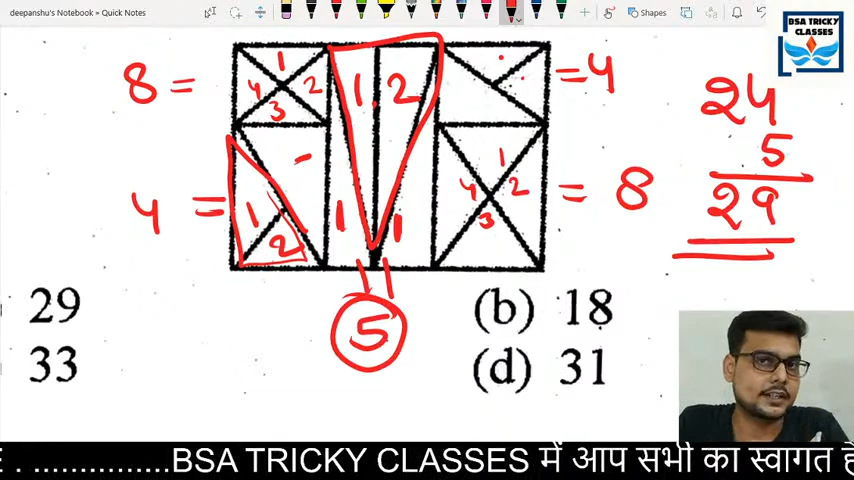 deepanshu's Notebook » Quick Notes
Shapes
BSA TRICKY
CLASSES
8 =
1
4 2
3
1 2
= 4
24
5
29
4 =
1
2
1 1
1
4 2
3
= 8
5
29
(b) 18
33
(d) 31
E . ...............BSA TRICKY CLASSES में आप सभी का स्वागत है